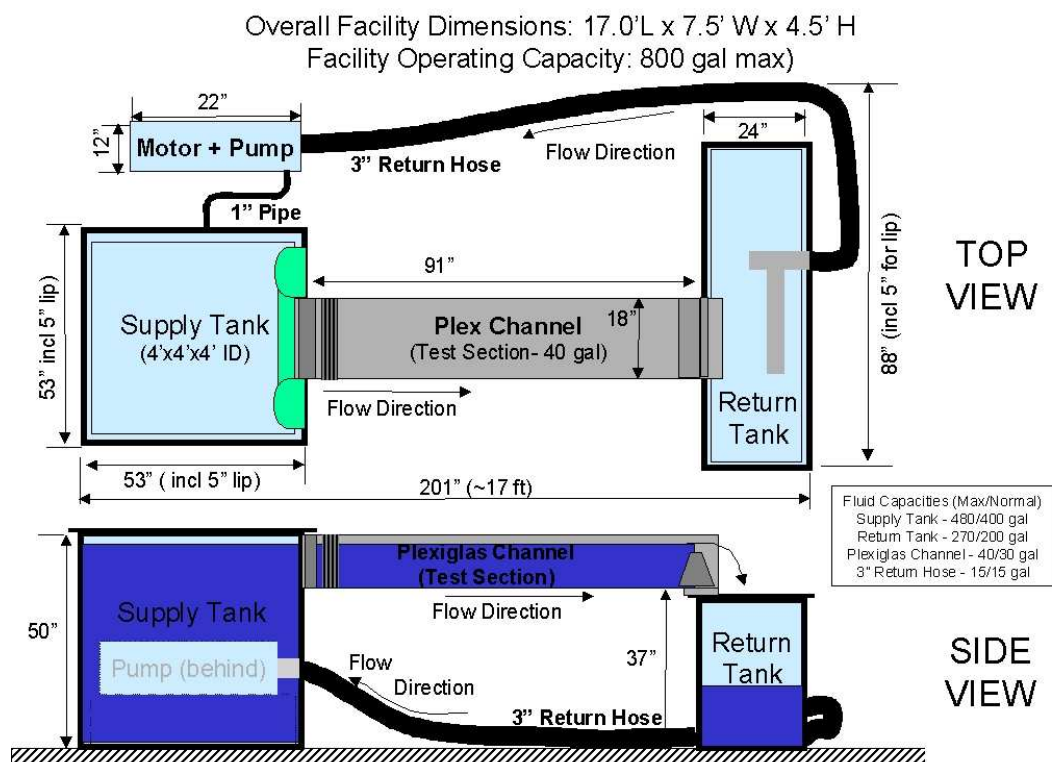 Overall Facility Dimensions: 17.0’L x 7.5’ W x 4.5’ H
Facility Operating Capacity: 800 gal max)
22”
12”
Motor + Pump
3” Return Hose
Flow Direction
24”
1” Pipe
91”
TOP
VIEW
53” incl 5” lip)
Supply Tank
(4’x4’x4’ ID)
Plex Channel
(Test Section- 40 gal)
18”
88” (incl 5” for lip)
Flow Direction
Return
Tank
53” ( incl 5” lip)
201” (~17 ft)
Fluid Capacities (Max/Normal)
Supply Tank - 480/400 gal
Return Tank - 270/200 gal
Plexiglas Channel - 40/30 gal
3” Return Hose - 15/15 gal
Plexiglas Channel
(Test Section)
Supply Tank
Flow Direction
50”
Pump (behind)
Flow
Direction
37”
Return
Tank
SIDE
VIEW
3” Return Hose